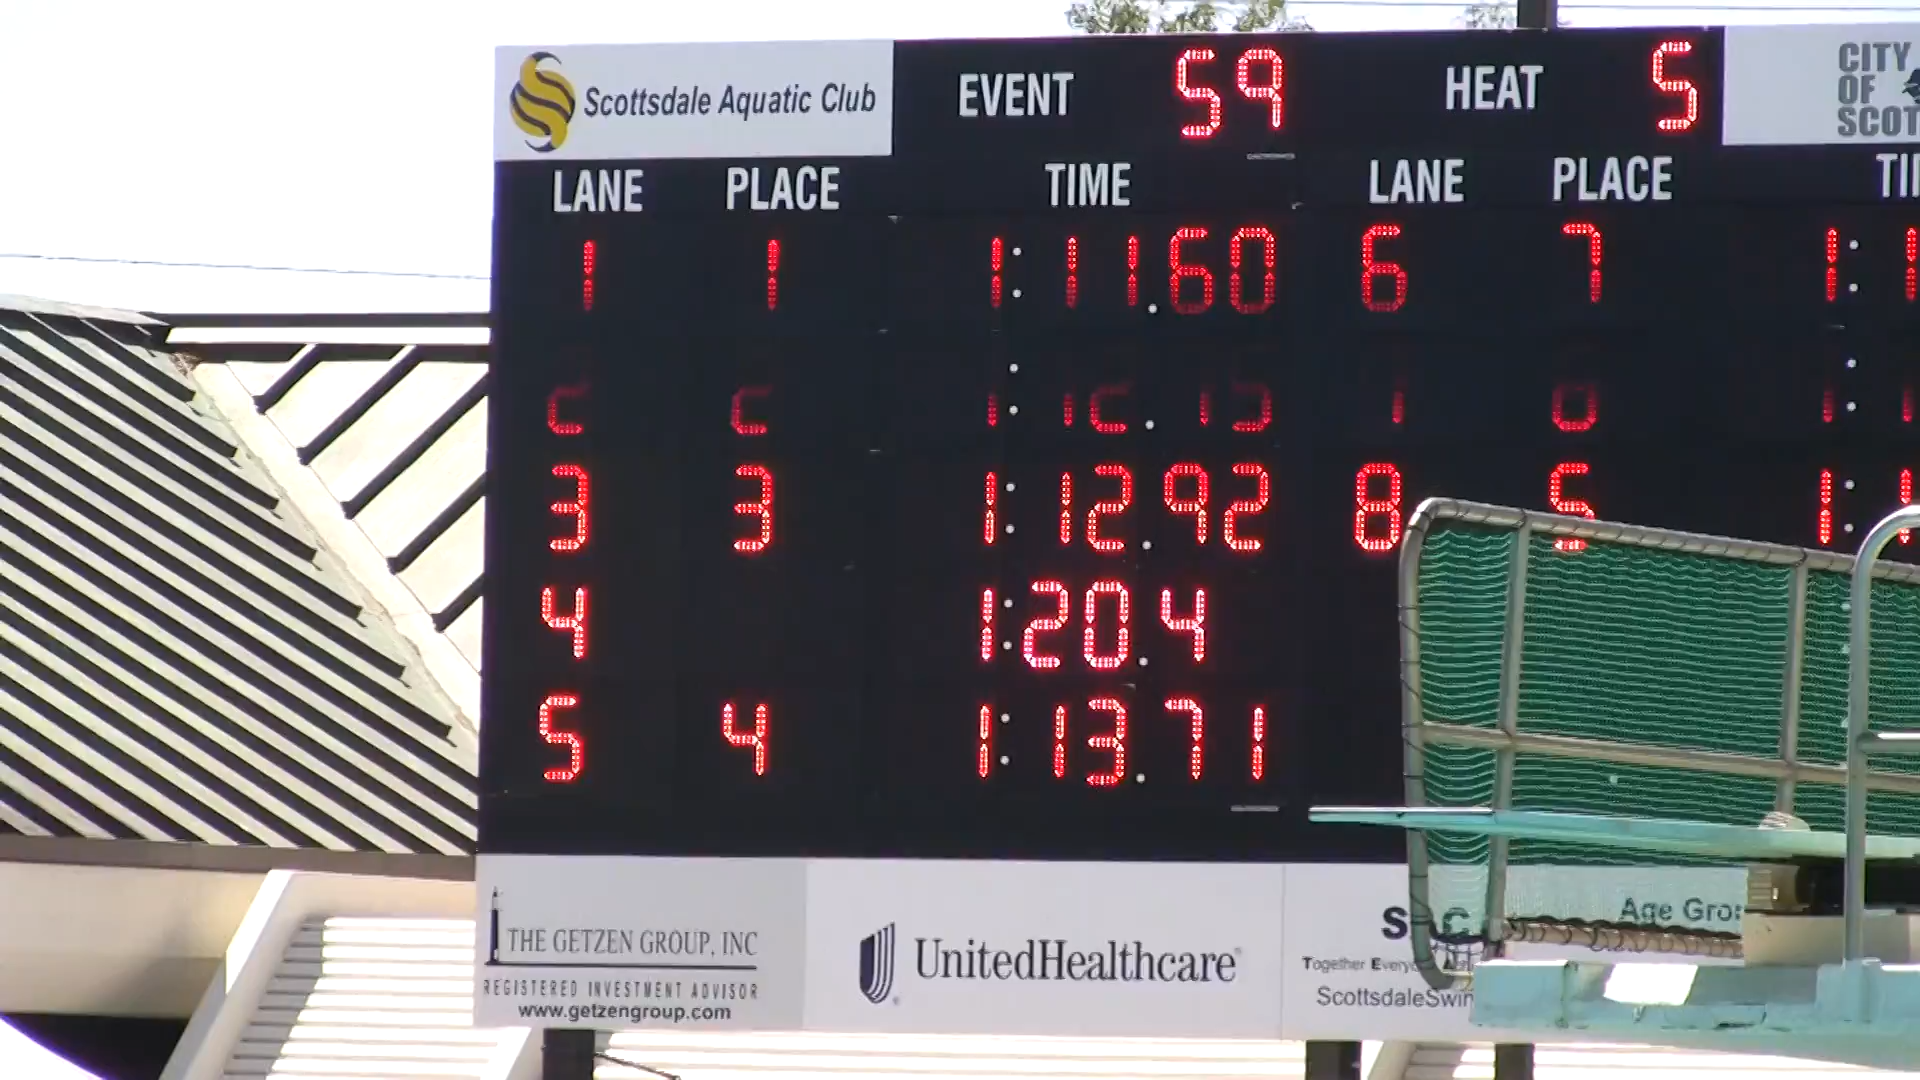 Scottsdale Aquatic Club EVENT 59 HEAT 5 CITY OF
LANE PLACE TIME LANE PLACE
1 1 1:11.60 6 7
3 3 1:12.92 8 5
4 1:20.4
5 4 1:13.71
THE GETZEN GROUP, INC
REGISTERED INVESTMENT ADVISOR
www.getzengroup.com
UnitedHealthcare
Age
Together